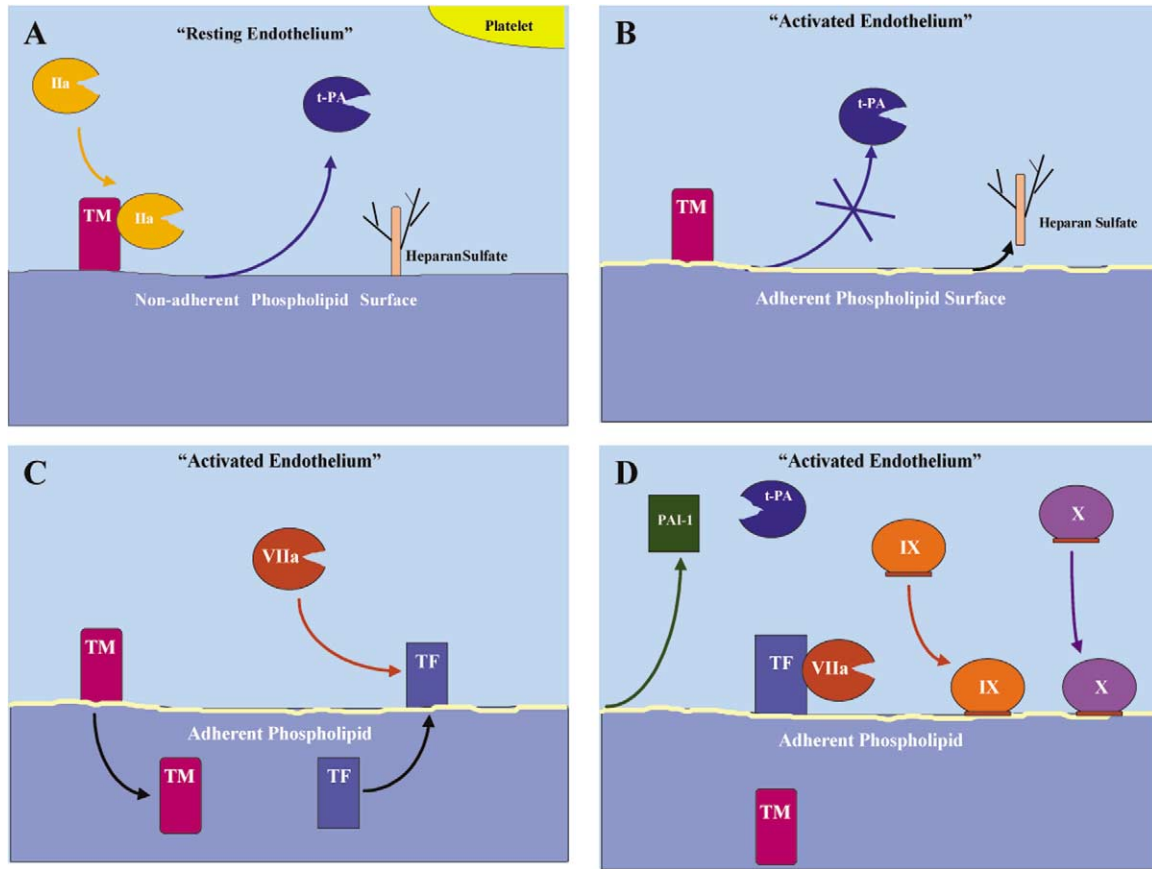 A
“Resting Endothelium”
Platelet
IIa
t-PA
TM
IIa
HeparanSulfate
Non-adherent Phospholipid Surface
B
“Activated Endothelium”
t-PA
TM
Heparan Sulfate
Adherent Phospholipid Surface
C
“Activated Endothelium”
VIIa
TM
TF
Adherent Phospholipid
TM
TF
D
“Activated Endothelium”
PAI-1
t-PA
IX
X
TF
VIIa
IX
X
Adherent Phospholipid
TM